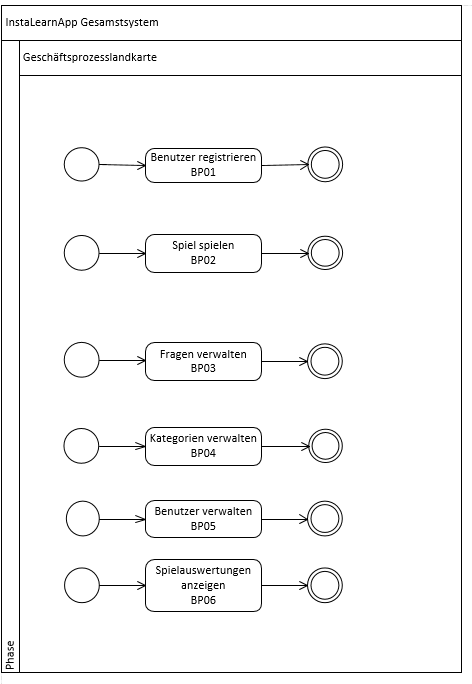 InstaLearnApp Gesamstsystem
Geschäftsprozesslandkarte
Benutzer registrieren
BP01
Spiel spielen
BP02
Fragen verwalten
BP03
Kategorien verwalten
BP04
Benutzer verwalten
BP05
Spielauswertungen
anzeigen
BP06
Phase